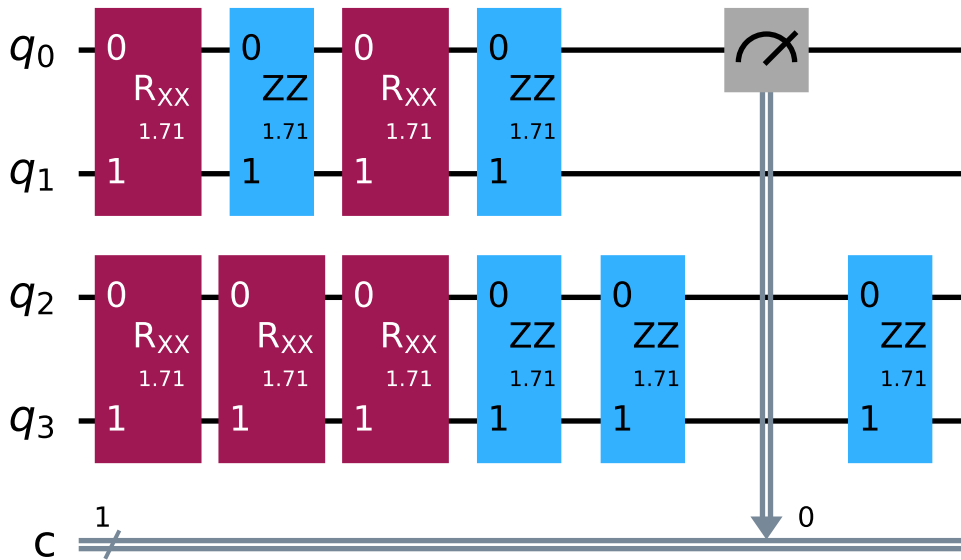 q0 0 0 0 0
RXX ZZ RXX ZZ
1.71 1.71 1.71 1.71
q1 1 1 1 1
q2 0 0 0 0 0 0
RXX RXX RXX ZZ ZZ ZZ
1.71 1.71 1.71 1.71 1.71 1.71
q3 1 1 1 1 1 1
1 0
c